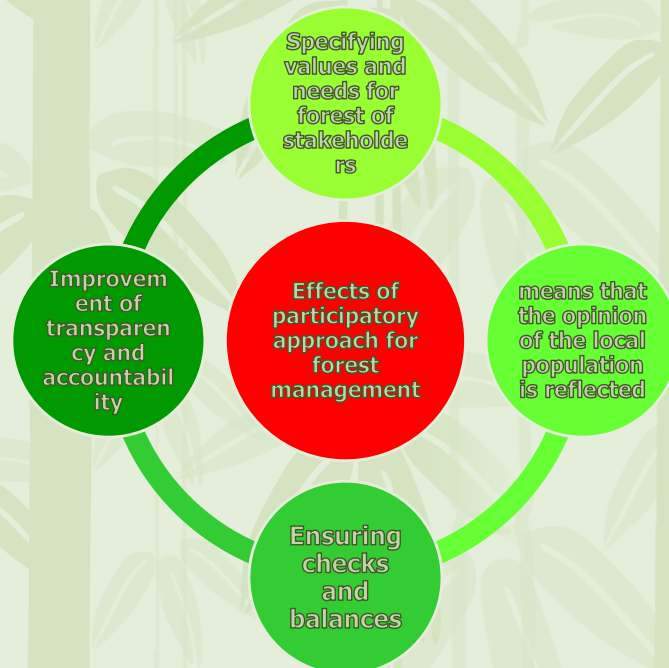 Specifying
values and
needs for
forest of
stakeholde
rs
Improvem
ent of
transparen
cy and
accountabil
ity
Effects of
participatory
approach for
forest
management
means that
the opinion
of the local
population
is reflected
Ensuring
checks
and
balances